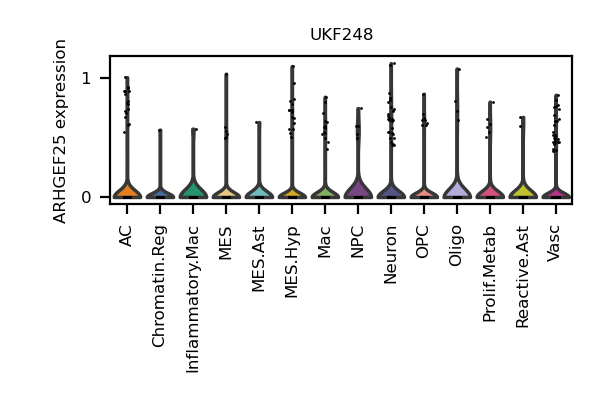 UKF248
ARHGEF25 expression
1
0
AC
Chromatin.Reg
Inflammatory.Mac
MES
MES.Ast
MES.Hyp
Mac
NPC
Neuron
OPC
Oligo
Prolif.Metab
Reactive.Ast
Vasc